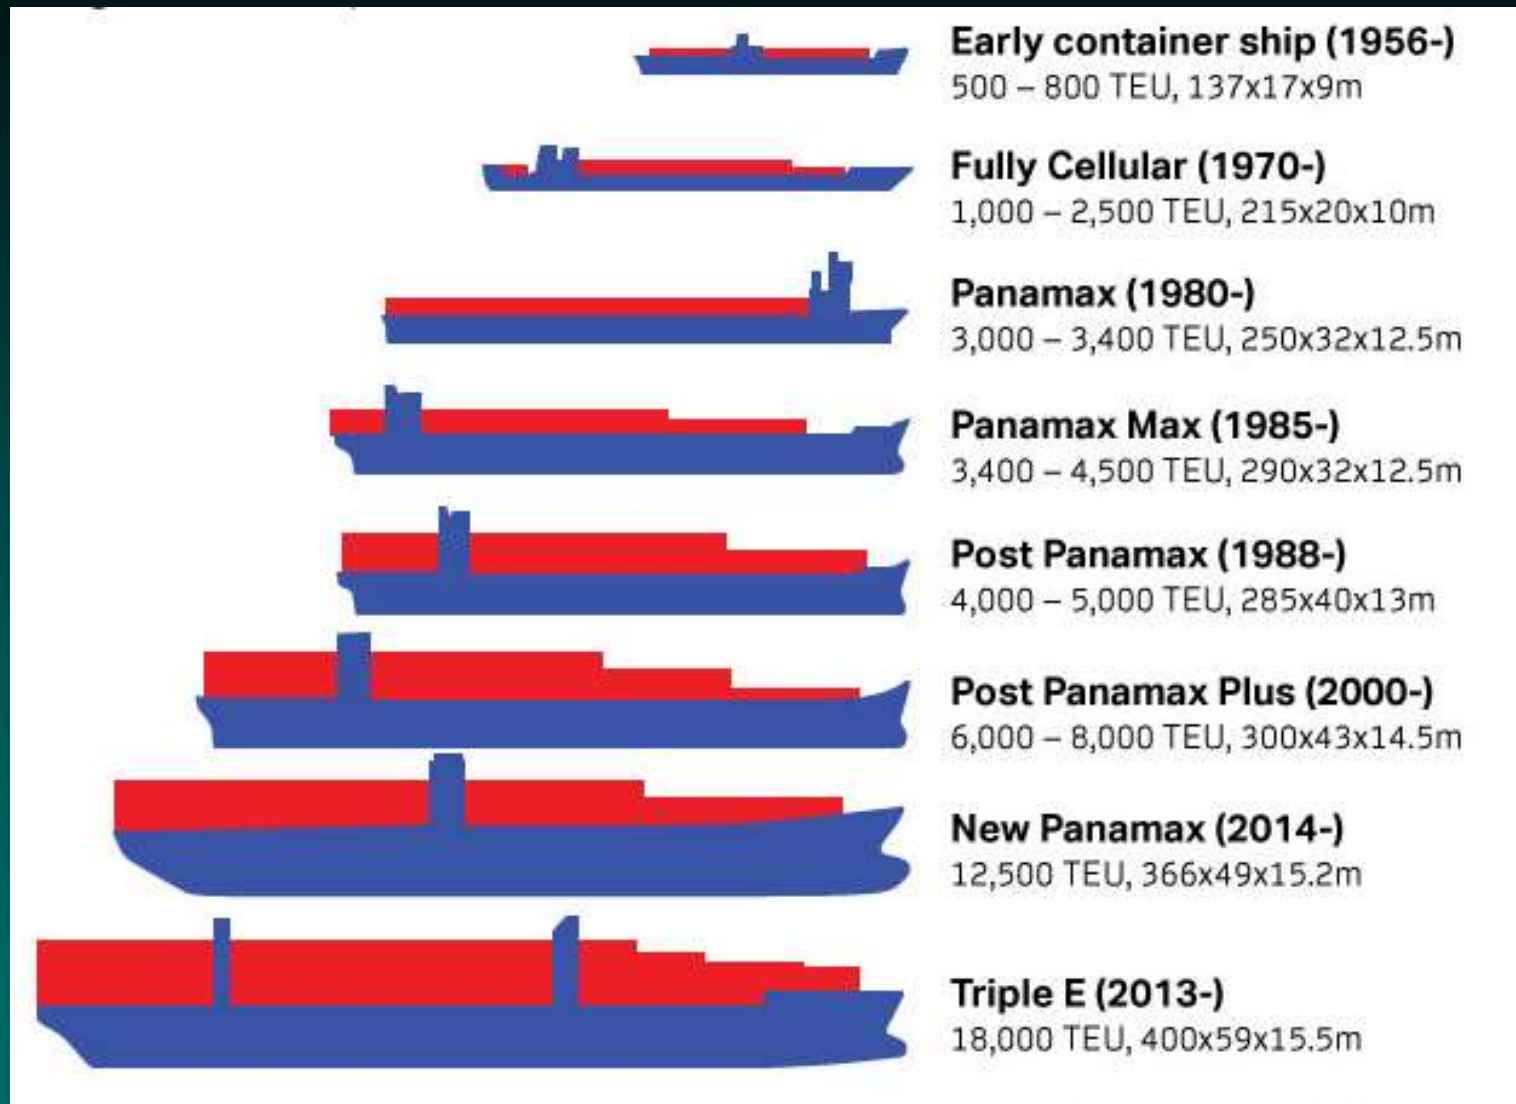 Early container ship (1956-)
500 – 800 TEU, 137x17x9m
Fully Cellular (1970-)
1,000 – 2,500 TEU, 215x20x10m
Panamax (1980-)
3,000 – 3,400 TEU, 250x32x12.5m
Panamax Max (1985-)
3,400 – 4,500 TEU, 290x32x12.5m
Post Panamax (1988-)
4,000 – 5,000 TEU, 285x40x13m
Post Panamax Plus (2000-)
6,000 – 8,000 TEU, 300x43x14.5m
New Panamax (2014-)
12,500 TEU, 366x49x15.2m
Triple E (2013-)
18,000 TEU, 400x59x15.5m